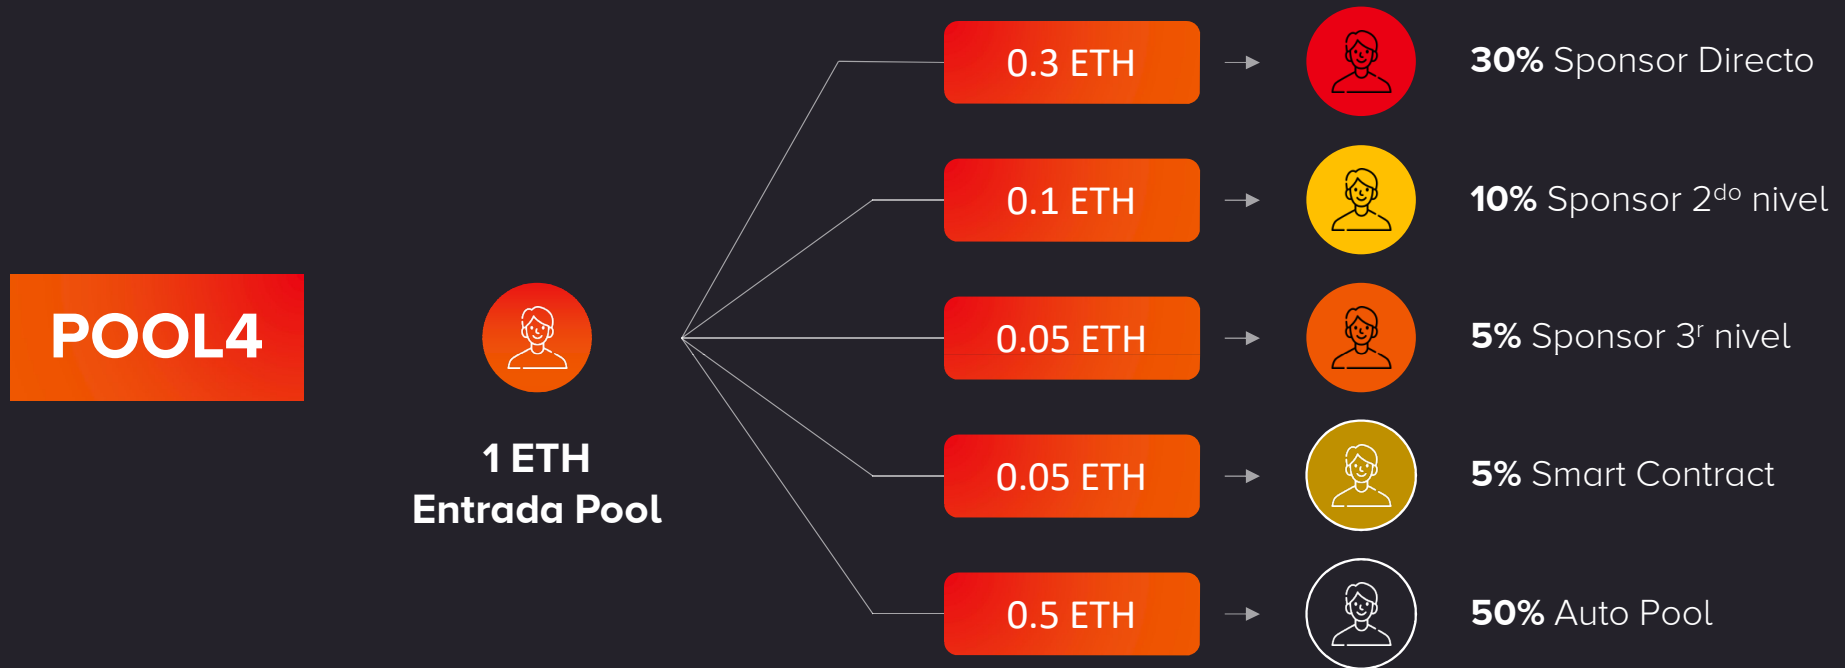 POOL4
1 ETH
Entrada Pool
0.3 ETH
30% Sponsor Directo
0.1 ETH
10% Sponsor 2do nivel
0.05 ETH
5% Sponsor 3r nivel
0.05 ETH
5% Smart Contract
0.5 ETH
50% Auto Pool